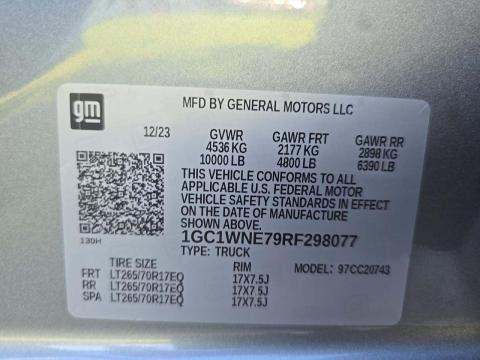 gm
MFD BY GENERAL MOTORS LLC
12/23 GVWR GAWR FRT GAWR RR
4536 KG 2177 KG 2898 KG
10000 LB 4800 LB 6390 LB
THIS VEHICLE CONFORMS TO ALL
APPLICABLE U.S. FEDERAL MOTOR
VEHICLE SAFETY STANDARDS IN
EFFECT ON THE DATE OF MANUFACTURE
SHOWN ABOVE.
1GC1WNE79RF298077
130H
TYPE: TRUCK
TIRE SIZE RIM MODEL: 97CC20743
FRT LT265/70R17EQ 17X7.5J
RR LT265/70R17EQ 17X7.5J
SPA LT265/70R17EQ 17X7.5J